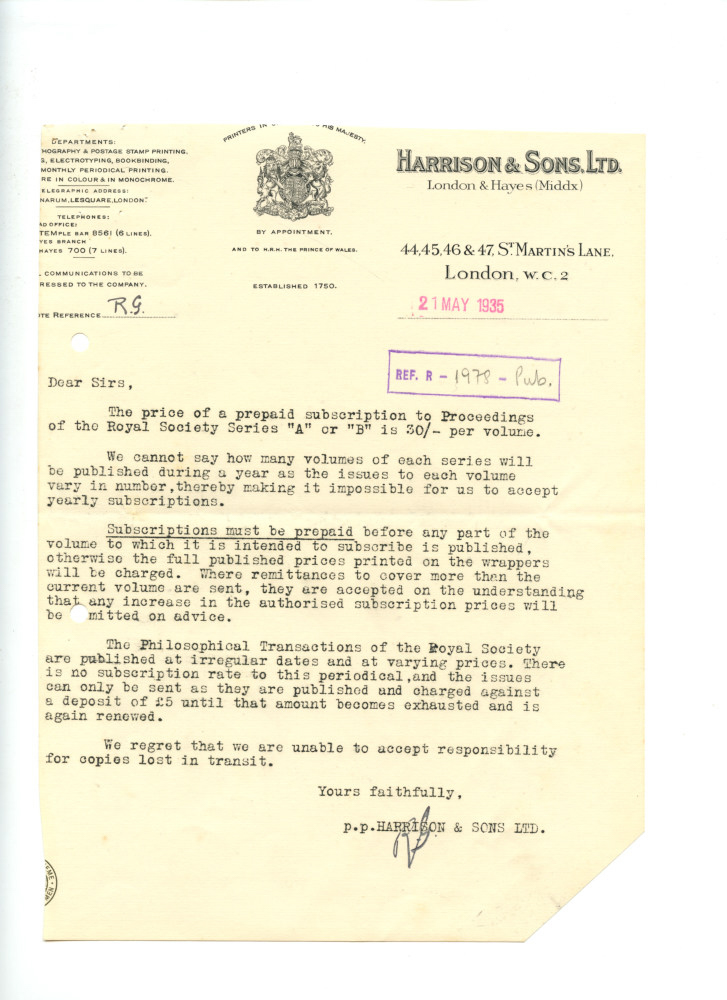 DEPARTMENTS:
HOGRAPHY & POSTAGE STAMP PRINTING.
S, ELECTROTYPING, BOOKBINDING,
MONTHLY PERIODICAL PRINTING.
RE IN COLOUR & IN MONOCHROME.
ELEGRAPHIC ADDRESS:
NARUM, LESQUARE, LONDON."
TELEPHONES:
AD OFFICE:
TEMPLE BAR 8561 (6 LINES).
YES BRANCH
HAYES 700 (7 LINES).
. COMMUNICATIONS TO BE
RESSED TO THE COMPANY.
TE REFERENCE R.G.
PRINTERS IN HIS MAJESTY,
BY APPOINTMENT,
AND TO H.R.H. THE PRINCE OF WALES.
ESTABLISHED 1750.
HARRISON & SONS, LTD.
London & Hayes (Middx)
44, 45, 46 & 47, ST MARTIN'S LANE,
London, W.C.2
21 MAY 1935
REF. R - 1978 - Pub.
Dear Sirs,
The price of a prepaid subscription to Proceedings
of the Royal Society Series "A" or "B" is 30/- per volume.
We cannot say how many volumes of each series will
be published during a year as the issues to each volume
vary in number,thereby making it impossible for us to accept
yearly subscriptions.
Subscriptions must be prepaid before any part of the
volume to which it is intended to subscribe is published,
otherwise the full published prices printed on the wrappers
will be charged. Where remittances to cover more than the
current volume are sent, they are accepted on the understanding
that any increase in the authorised subscription prices will
be mitted on advice.
The Philosophical Transactions of the Royal Society
are published at irregular dates and at varying prices. There
is no subscription rate to this periodical,and the issues
can only be sent as they are published and charged against
a deposit of £5 until that amount becomes exhausted and is
again renewed.
We regret that we are unable to accept responsibility
for copies lost in transit.
Yours faithfully,
p.p.HARRISON & SONS LTD.